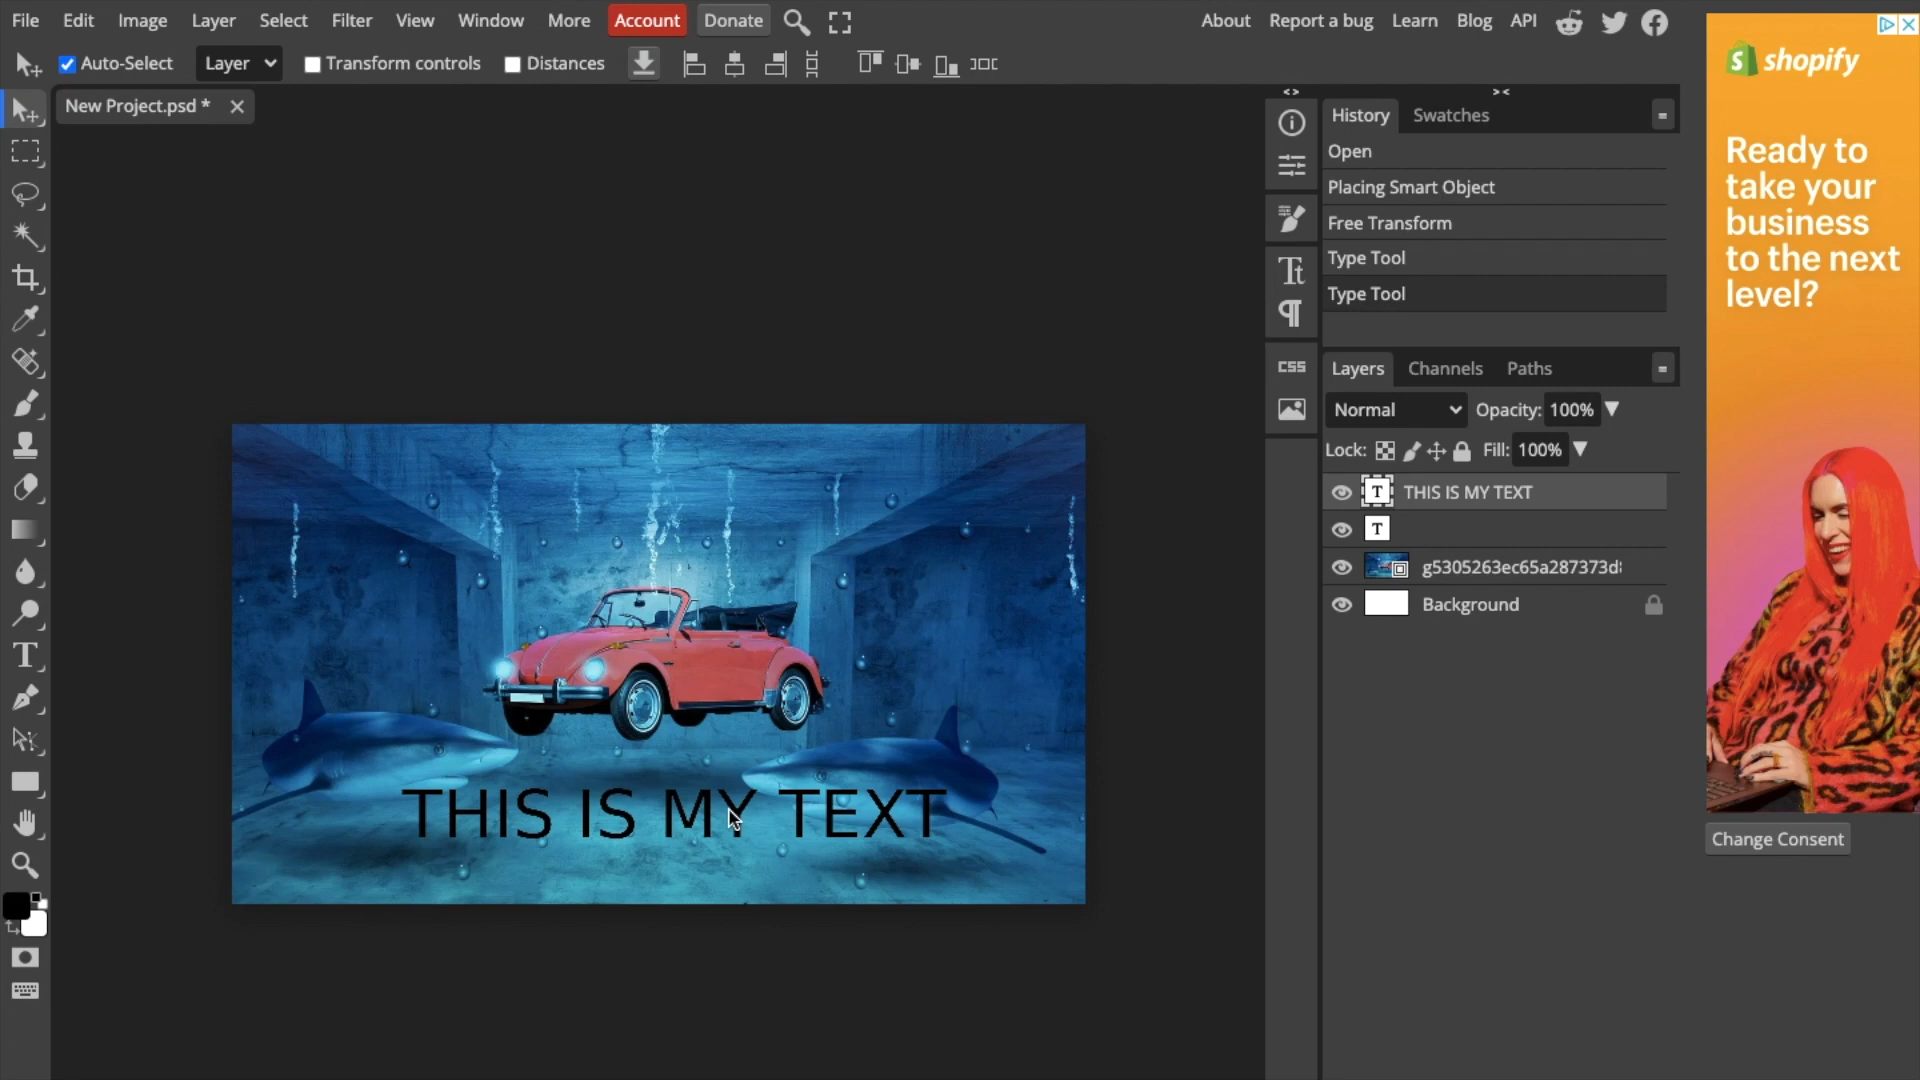 File Edit Image Layer Select Filter View Window More Account Donate
About Report a bug Learn Blog API
Auto-Select Layer Transform controls Distances
New Project.psd *
History Swatches
Open
Placing Smart Object
Free Transform
Type Tool
Type Tool
CSS
Layers Channels Paths
Normal Opacity: 100%
Lock: Fill: 100%
THIS IS MY TEXT
g5305263ec65a287373d
Background
THIS IS MY TEXT
shopify
Ready to
take your
business
to the next
level?
Change Consent